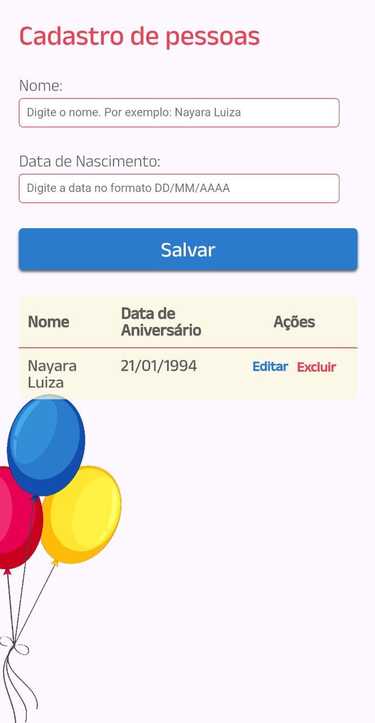 Cadastro de pessoas
Nome:
Digite o nome. Por exemplo: Nayara Luiza
Data de Nascimento:
Digite a data no formato DD/MM/AAAA
Salvar
Nome
Data de
Aniversário
Ações
Nayara
Luiza
21/01/1994
Editar Excluir